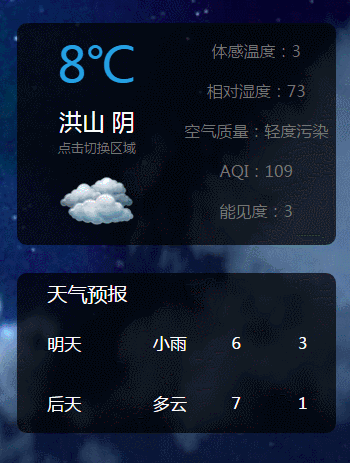 8℃
洪山 阴
点击切换区域
体感温度：3
相对湿度：73
空气质量：轻度污染
AQI：109
能见度：3
天气预报
明天 小雨 6 3
后天 多云 7 1